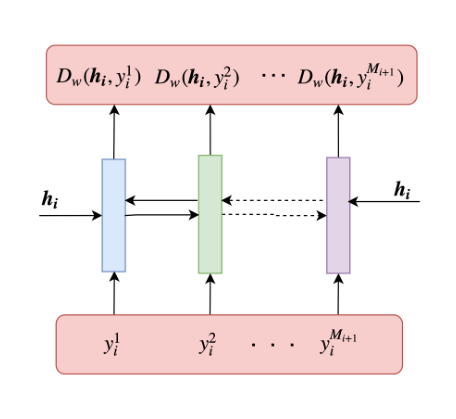 D_w(h_i, y_i^1) D_w(h_i, y_i^2) ··· D_w(h_i, y_i^{M_{i+1}})
h_i h_i
y_i^1 y_i^2 · · · y_i^{M_{i+1}}